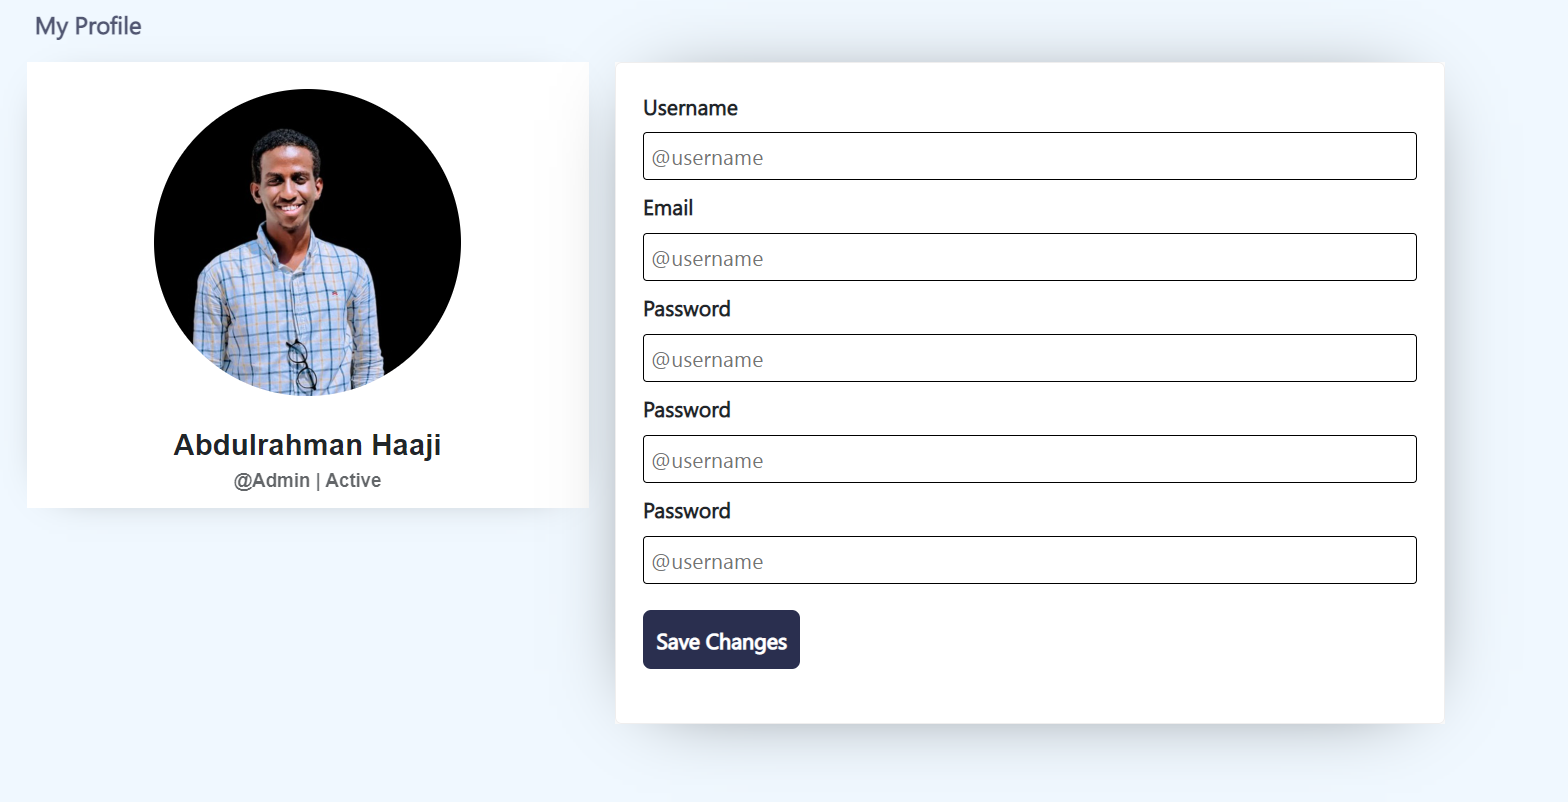 My Profile
Abdulrahman Haaji
@Admin | Active
Username
@username
Email
@username
Password
@username
Password
@username
Password
@username
Save Changes